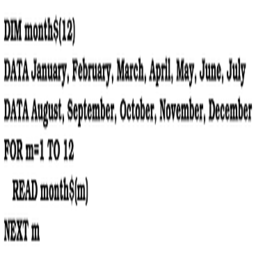 DIM month$(12)
DATA January, February, March, April, May, June, July
DATA August, September, October, November, December
FOR m=1 TO 12
READ month$(m)
NEXT m